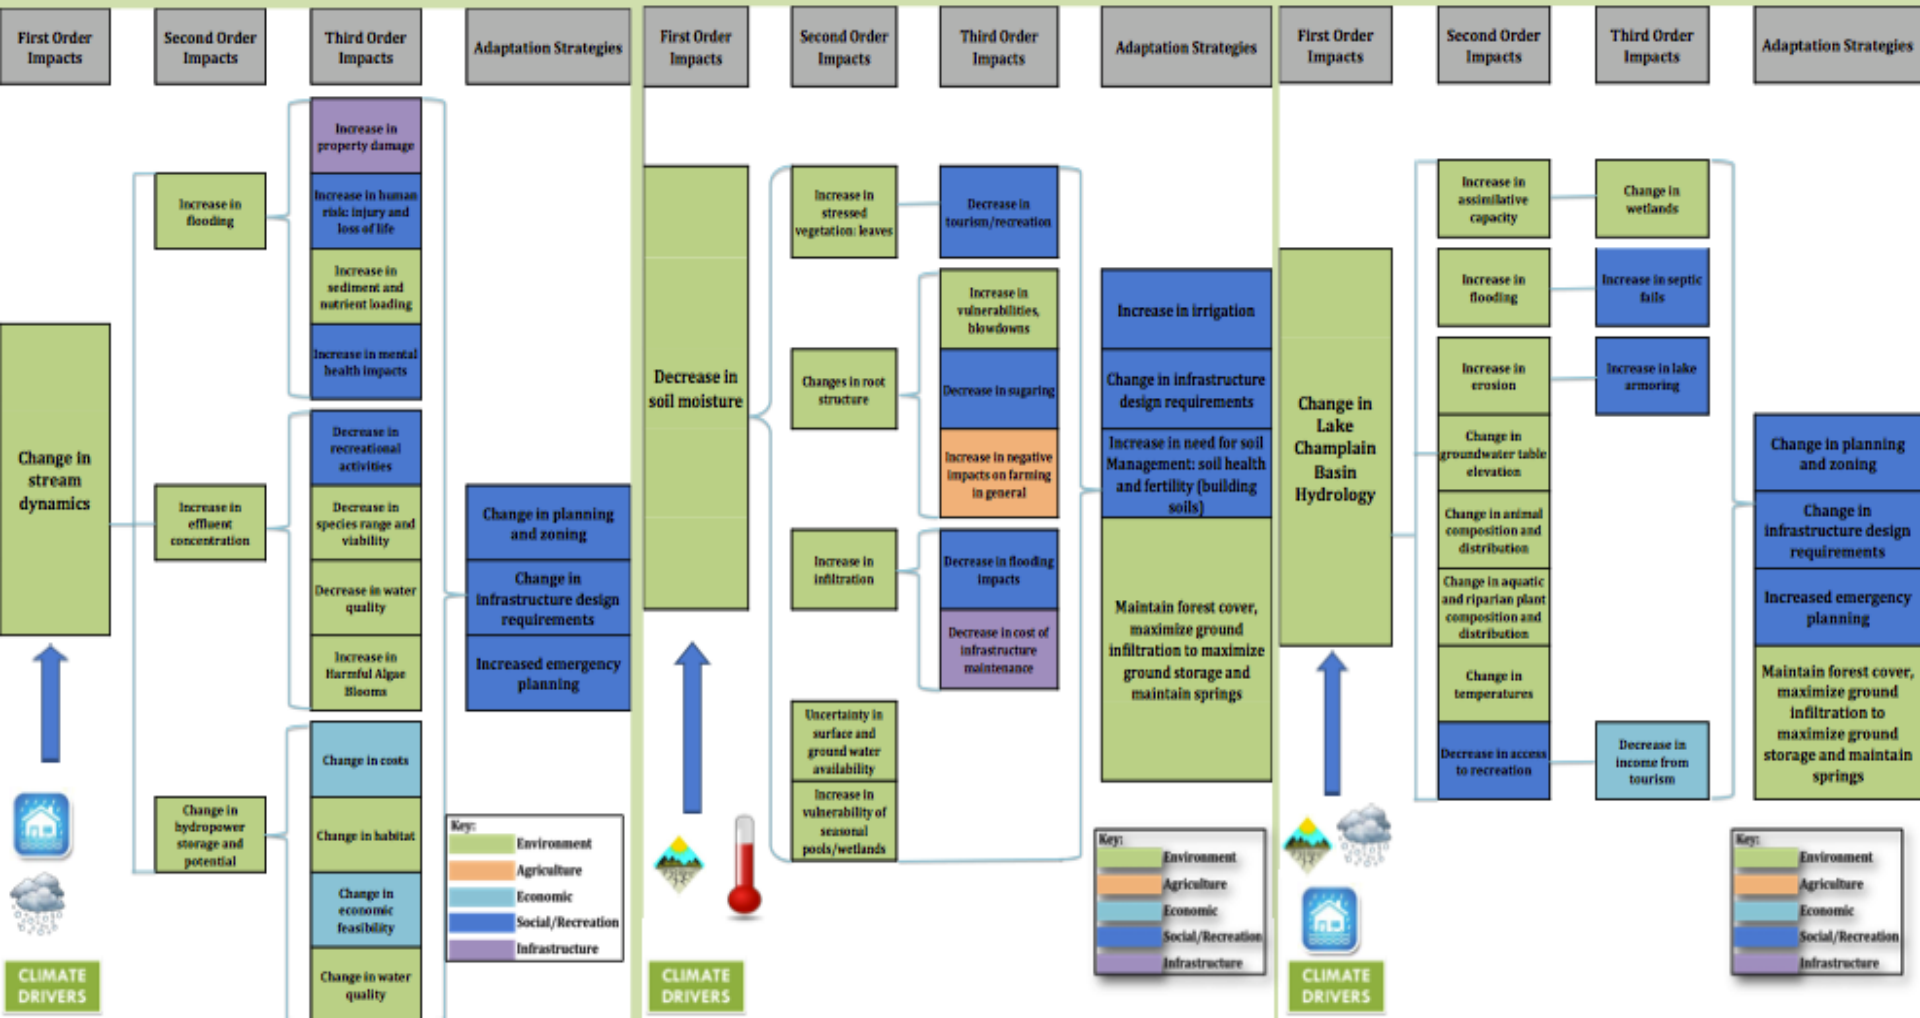 First Order
Impacts
Second Order
Impacts
Third Order
Impacts
Adaptation Strategies
Change in
stream
dynamics
Increase in
flooding
Increase in
effluent
concentration
Change in
hydropower
storage and
potential
Increase in
property damage
Increase in human
risk: injury and
loss of life
Increase in
sediment and
nutrient loading
Increase in mental
health impacts
Decrease in
recreational
activities
Decrease in
species range and
viability
Decrease in water
quality
Increase in
Harmful Algae
Blooms
Change in costs
Change in habitat
Change in
economic
feasibility
Change in water
quality
Change in planning
and zoning
Change in
infrastructure design
requirements
Increased emergency
planning
Key:
Environment
Agriculture
Economic
Social/Recreation
Infrastructure
CLIMATE
DRIVERS
First Order
Impacts
Second Order
Impacts
Third Order
Impacts
Adaptation Strategies
Decrease in
soil moisture
Increase in
stressed
vegetation: leaves
Changes in root
structure
Increase in
infiltration
Uncertainty in
surface and
ground water
availability
Increase in
vulnerability of
seasonal
pools/wetlands
Decrease in
tourism/recreation
Increase in
vulnerabilities,
blowdowns
Decrease in sugaring
Increase in negative
impacts on farming
in general
Decrease in flooding
impacts
Decrease in cost of
infrastructure
maintenance
Increase in irrigation
Change in infrastructure
design requirements
Increase in need for soil
Management: soil health
and fertility (building
soils)
Maintain forest cover,
maximize ground
infiltration to maximize
ground storage and
maintain springs
Key:
Environment
Agriculture
Economic
Social/Recreation
Infrastructure
CLIMATE
DRIVERS
First Order
Impacts
Second Order
Impacts
Third Order
Impacts
Adaptation Strategies
Change in
Lake
Champlain
Basin
Hydrology
Increase in
assimilative
capacity
Increase in
flooding
Increase in
erosion
Change in
groundwater table
elevation
Change in animal
composition and
distribution
Change in aquatic
and riparian plant
composition and
distribution
Change in
temperatures
Decrease in access
to recreation
Change in
wetlands
Increase in septic
fails
Increase in lake
armoring
Decrease in
income from
tourism
Change in planning
and zoning
Change in
infrastructure design
requirements
Increased emergency
planning
Maintain forest cover,
maximize ground
infiltration to
maximize ground
storage and maintain
springs
Key:
Environment
Agriculture
Economic
Social/Recreation
Infrastructure
CLIMATE
DRIVERS